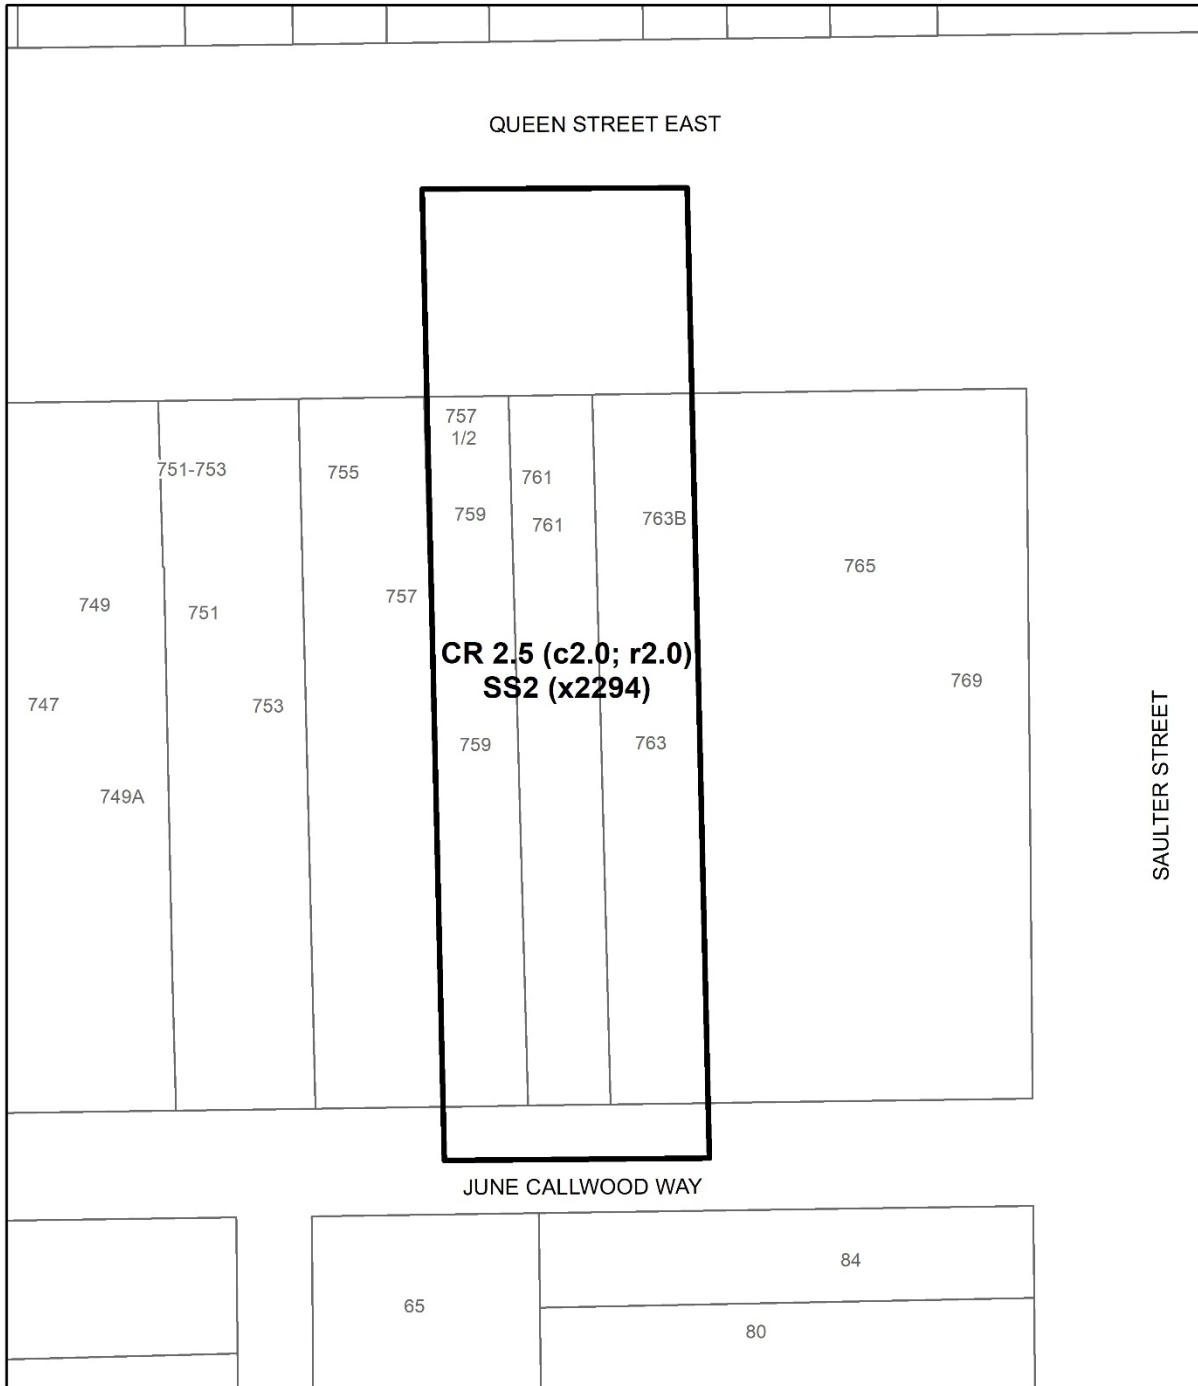 QUEEN STREET EAST
757
1/2
751-753
755
761
759
761
763B
765
749
751
757
CR 2.5 (c2.0; r2.0)
SS2 (x2294)
769
747
753
759
763
SAULTER STREET
749A
JUNE CALLWOOD WAY
84
65
80